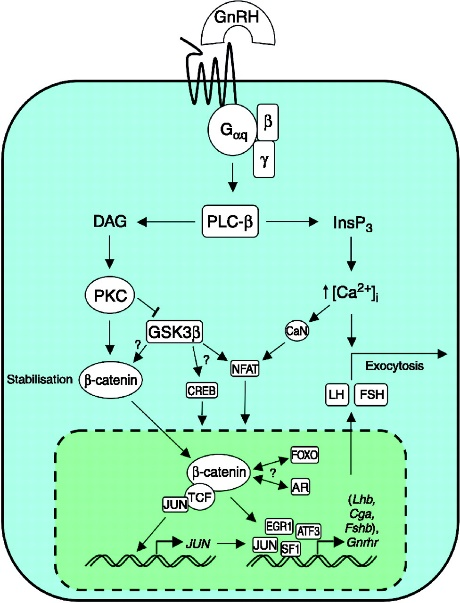 GnRH
Gαq
β
γ
DAG
PLC-β
InsP3
PKC
↑[Ca2+]i
GSK3β
CaN
?
?
NFAT
Exocytosis
Stabilisation
β-catenin
CREB
LH
FSH
β-catenin
FOXO
?
AR
TCF
JUN
(Lhb,
Cga,
Fshb),
Gnrhr
EGR1
ATF3
JUN
JUN
SF1